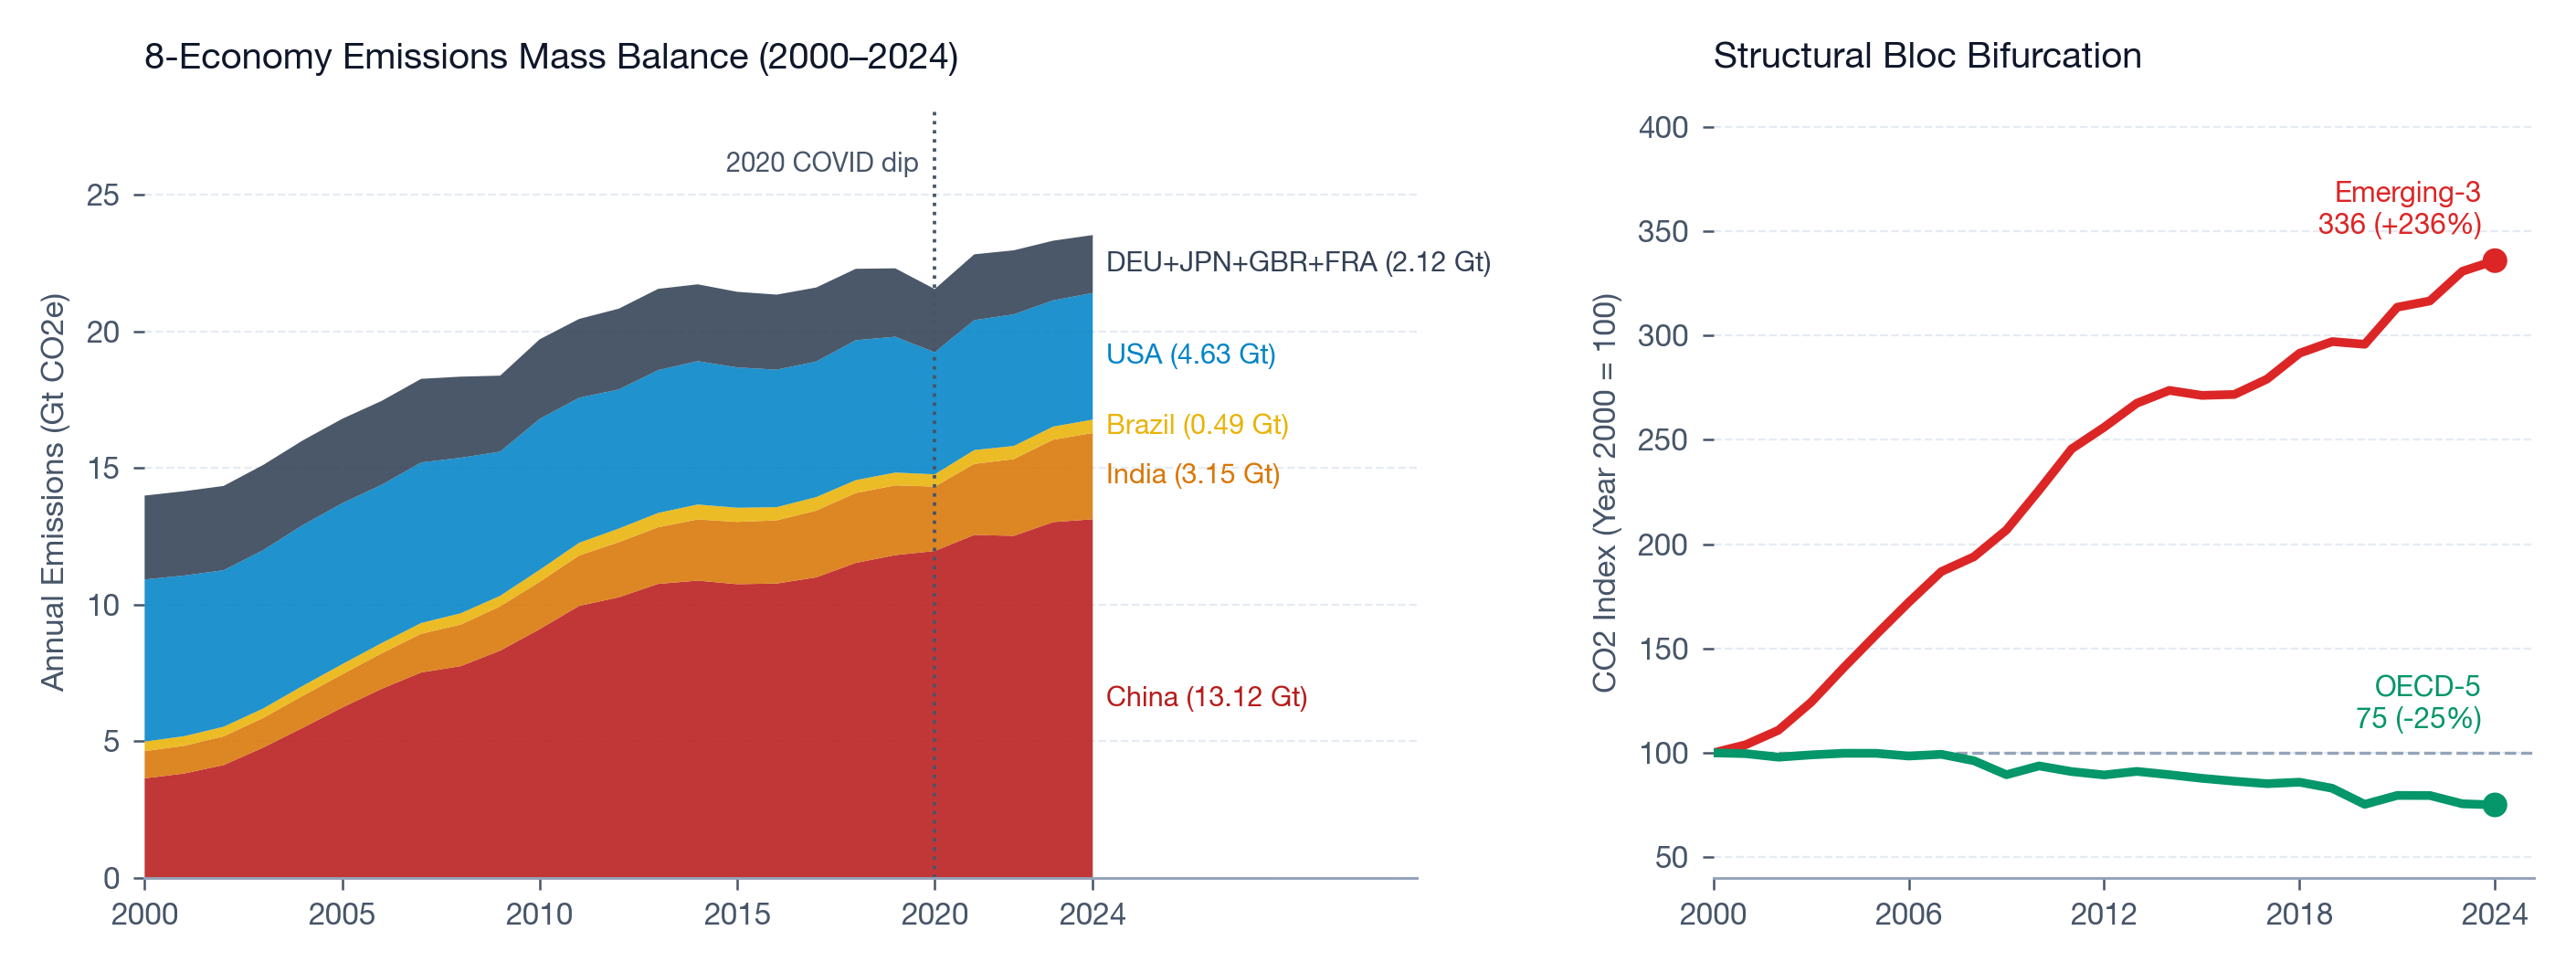 8-Economy Emissions Mass Balance (2000–2024)
2020 COVID dip
Annual Emissions (Gt CO2e)
25
20
15
10
5
0
2000
2005
2010
2015
2020
2024
DEU+JPN+GBR+FRA (2.12 Gt)
USA (4.63 Gt)
Brazil (0.49 Gt)
India (3.15 Gt)
China (13.12 Gt)
Structural Bloc Bifurcation
CO2 Index (Year 2000 = 100)
400
350
300
250
200
150
100
50
2000
2006
2012
2018
2024
Emerging-3
336 (+236%)
OECD-5
75 (-25%)